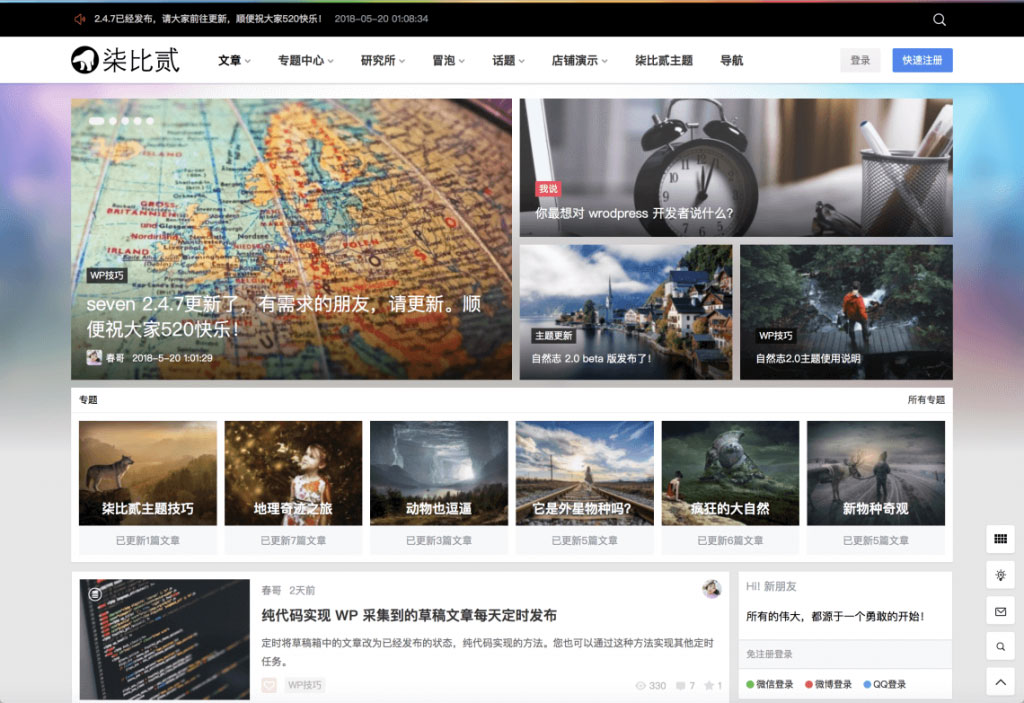 2.4.7已经发布，请大家前往更新，顺便祝大家520快乐！ 2018-05-20 01:08:34
柒比贰 文章 专题中心 研究所 冒泡 话题 店铺演示 柒比贰主题 导航 登录 快速注册
ISLAND
GROSS-
BRITANNIEN
und
Nordirland
IRLAND
POLEN
WP技巧
seven 2.4.7更新了，有需求的朋友，请更新。顺
便祝大家520快乐！
春哥 2018-5-20 1:01:29
我说
你最想对 wrodpress 开发者说什么？
主题更新
自然志 2.0 beta 版发布了！
WP技巧
自然志2.0主题使用说明
专题 所有专题
柒比贰主题技巧 地理奇迹之旅 动物也逗逼 它是外星物种吗？ 疯狂的大自然 新物种奇观
已更新1篇文章 已更新7篇文章 已更新3篇文章 已更新5篇文章 已更新6篇文章 已更新5篇文章
春哥 2天前
纯代码实现 WP 采集到的草稿文章每天定时发布
定时将草稿箱中的文章改为已经发布的状态，纯代码实现的方法。您也可以通过这种方法实现其他定时
任务。
WP技巧 330 7 1
HI! 新朋友
所有的伟大，都源于一个勇敢的开始！
免注册登录
微信登录 微博登录 QQ登录